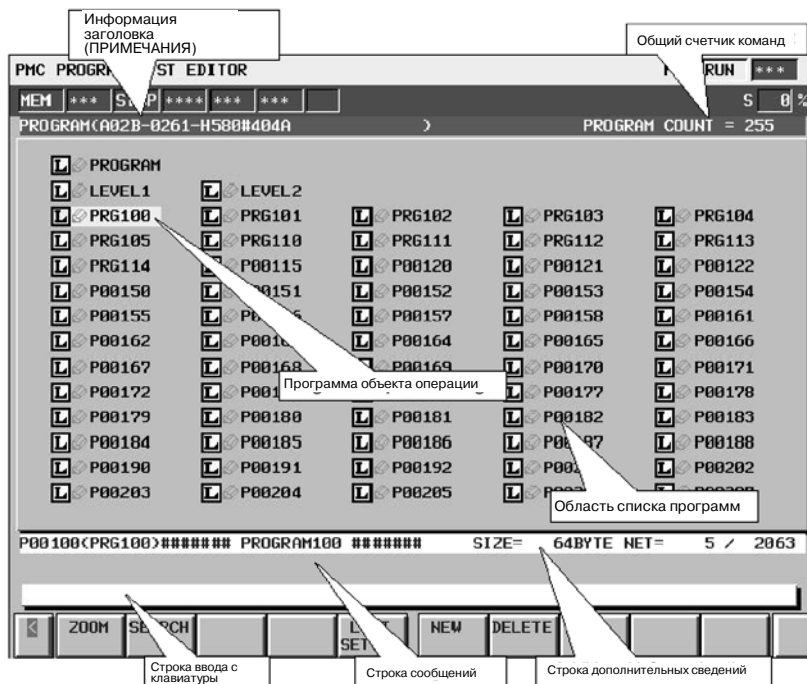 Информация
заголовка
(ПРИМЕЧАНИЯ)
Общий счетчик команд
PMC ST EDITOR RUN ***
MEM *** **** *** *** S 0 %
PROGRAM(A02B-0261-H580#404A ) PROGRAM COUNT = 255
L PROGRAM
L LEVEL1 L LEVEL2
L PRG100 L PRG101 L PRG102 L PRG103 L PRG104
L PRG105 L PRG110 L PRG111 L PRG112 L PRG113
L PRG114 L P00115 L P00120 L P00121 L P00122
L P00150 L P00151 L P00152 L P00153 L P00154
L P00155 L L P00157 L P00158 L P00161
L P00162 L L P00164 L P00165 L P00166
L P00167 L P00168 L P00169 L P00170 L P00171
Программа объекта операции
L P00172 L L P00177 L P00178
L P00179 L P00180 L P00181 L P00182 L P00183
L P00184 L P00185 L P00186 L L P00188
L P00190 L P00191 L P00192 L L P00202
L P00203 L P00204 L P00205 L
Область списка программ
P00100(PRG100)####### PROGRAM100 ####### SIZE= 64BYTE NET= 5 / 2063
< ZOOM SEARCH NEW DELETE
Строка ввода с
клавиатуры
Строка сообщений
Строка дополнительных сведений